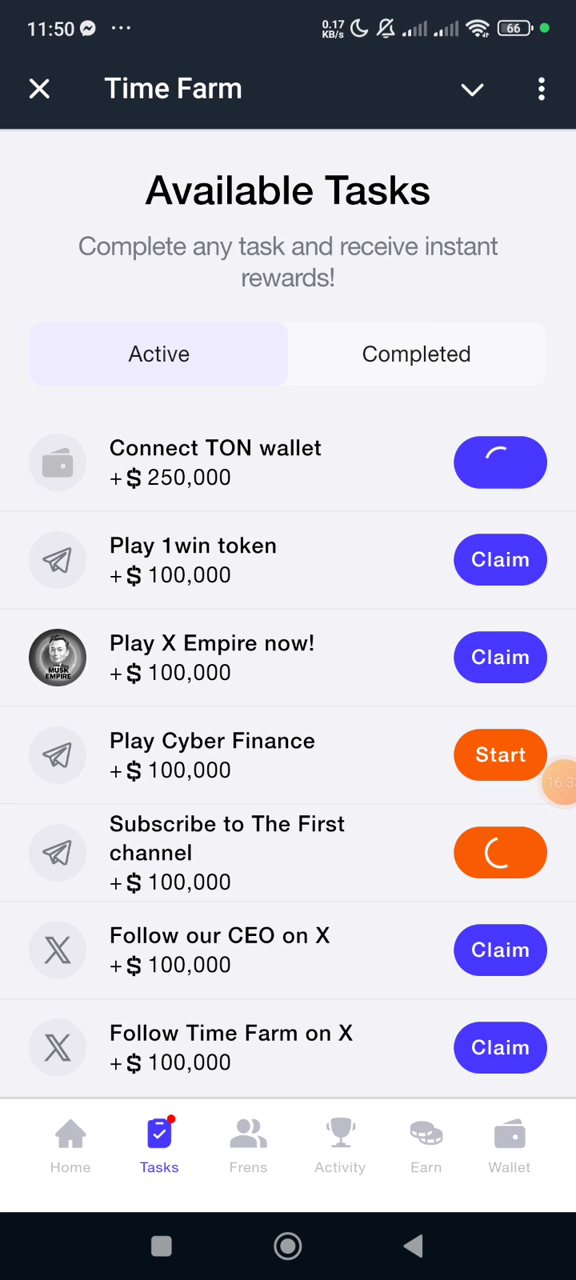 11:50
0.17
KB/s
66
Time Farm
Available Tasks
Complete any task and receive instant
rewards!
Active
Completed
Connect TON wallet
+$ 250,000
Play 1win token
+$ 100,000
Claim
MUSK
EMPIRE
Play X Empire now!
+$ 100,000
Claim
Play Cyber Finance
+$ 100,000
Start
Subscribe to The First
channel
+$ 100,000
Follow our CEO on X
+$ 100,000
Claim
Follow Time Farm on X
+$ 100,000
Claim
Home
Tasks
Frens
Activity
Earn
Wallet